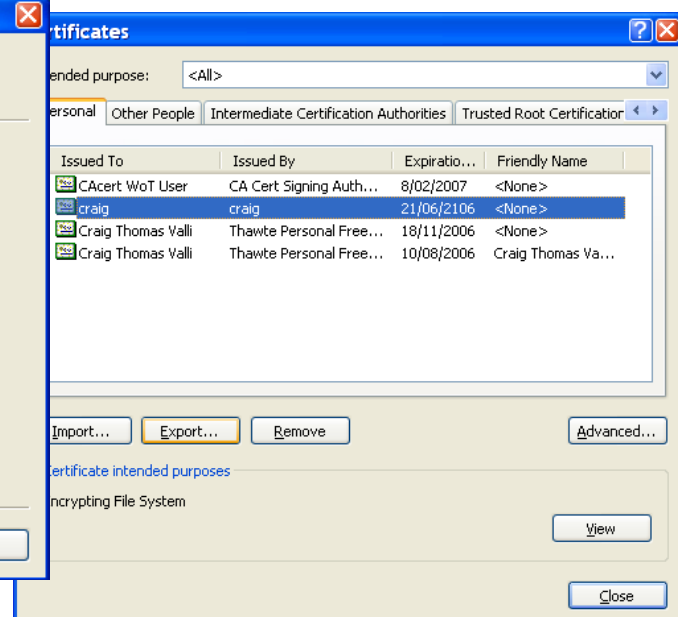 rtificates
ended purpose: <All>
ersonal Other People Intermediate Certification Authorities Trusted Root Certification
Issued To Issued By Expiratio... Friendly Name
CAcert WoT User CA Cert Signing Auth... 8/02/2007 <None>
craig craig 21/06/2106 <None>
Craig Thomas Valli Thawte Personal Free... 18/11/2006 <None>
Craig Thomas Valli Thawte Personal Free... 10/08/2006 Craig Thomas Va...
Import... Export... Remove Advanced...
ertificate intended purposes
ncrypting File System
View
Close